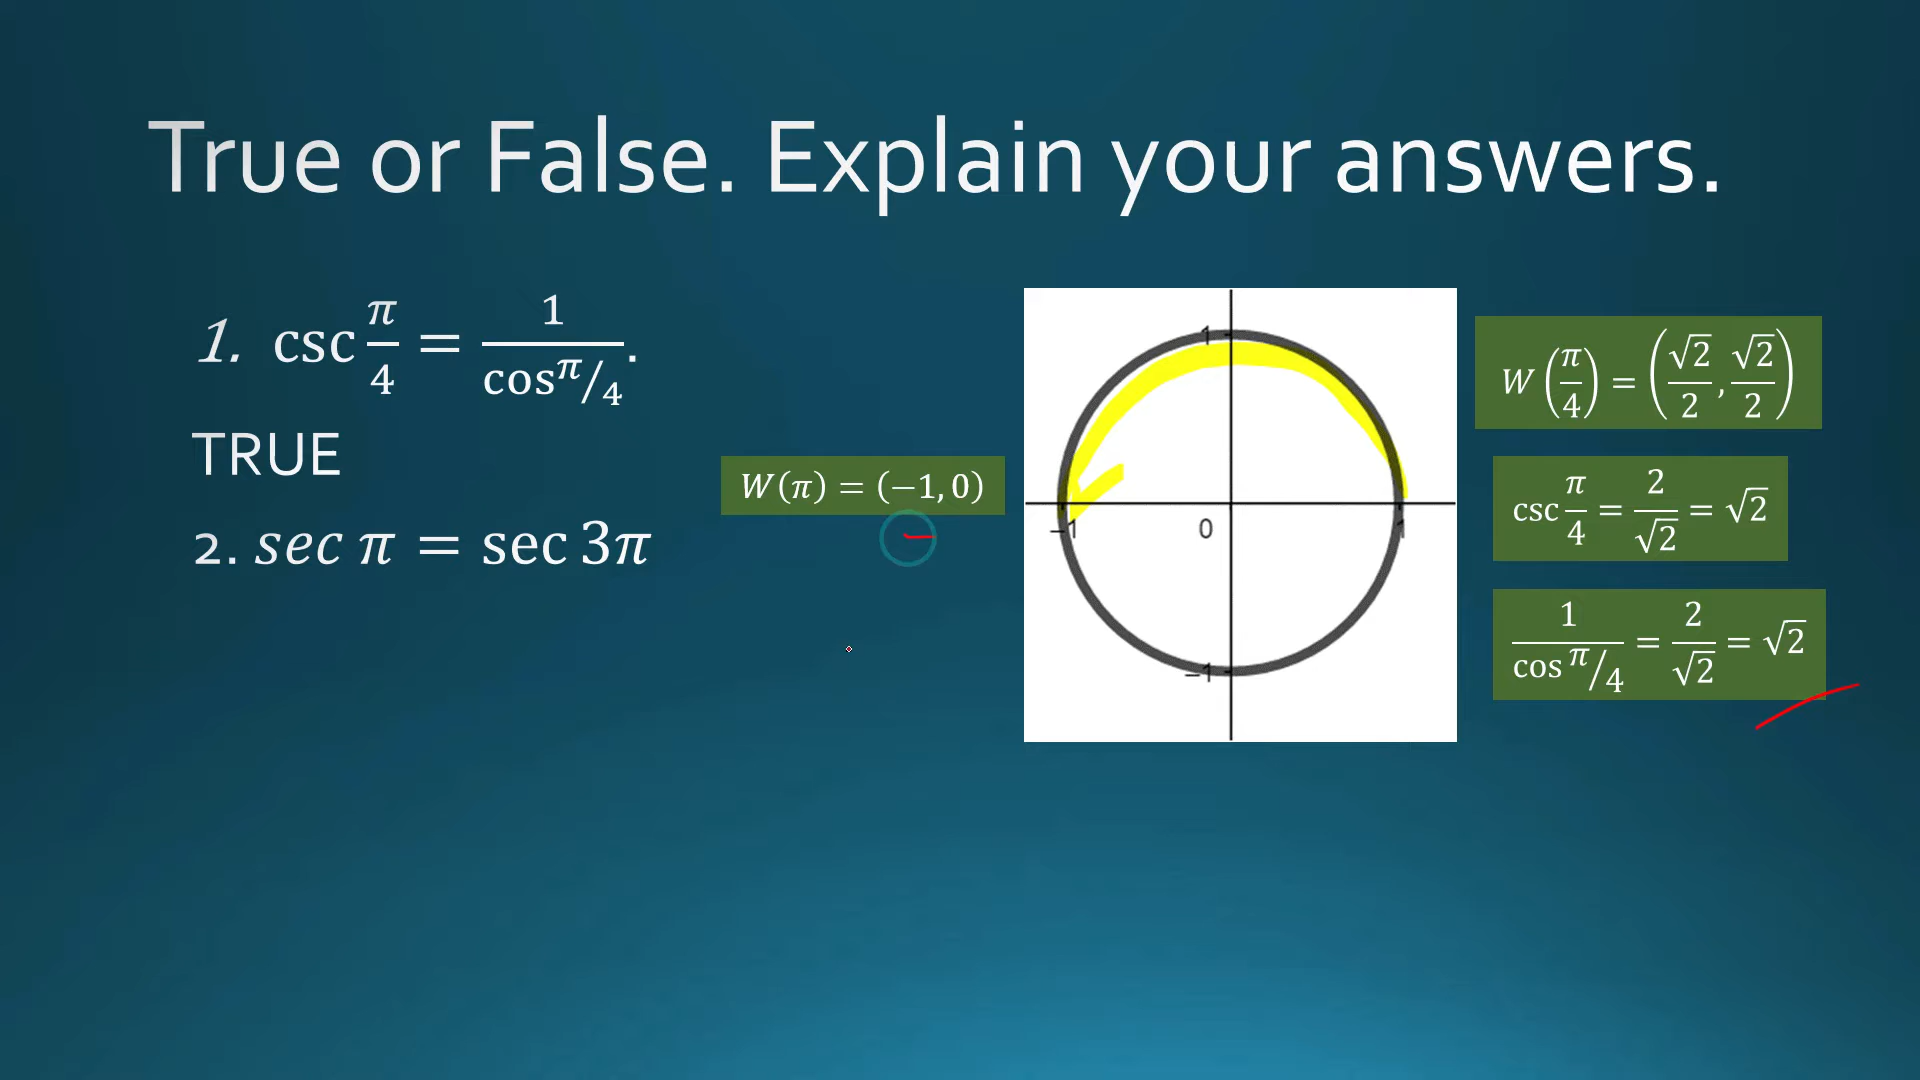 True or False. Explain your answers.
1. csc π/4 = 1/(cos π/4).
TRUE
2. sec π = sec 3π
W(π) = (−1, 0)
1
−1
0
1
−1
W(π/4) = (√2/2, √2/2)
csc π/4 = 2/√2 = √2
1/(cos π/4) = 2/√2 = √2